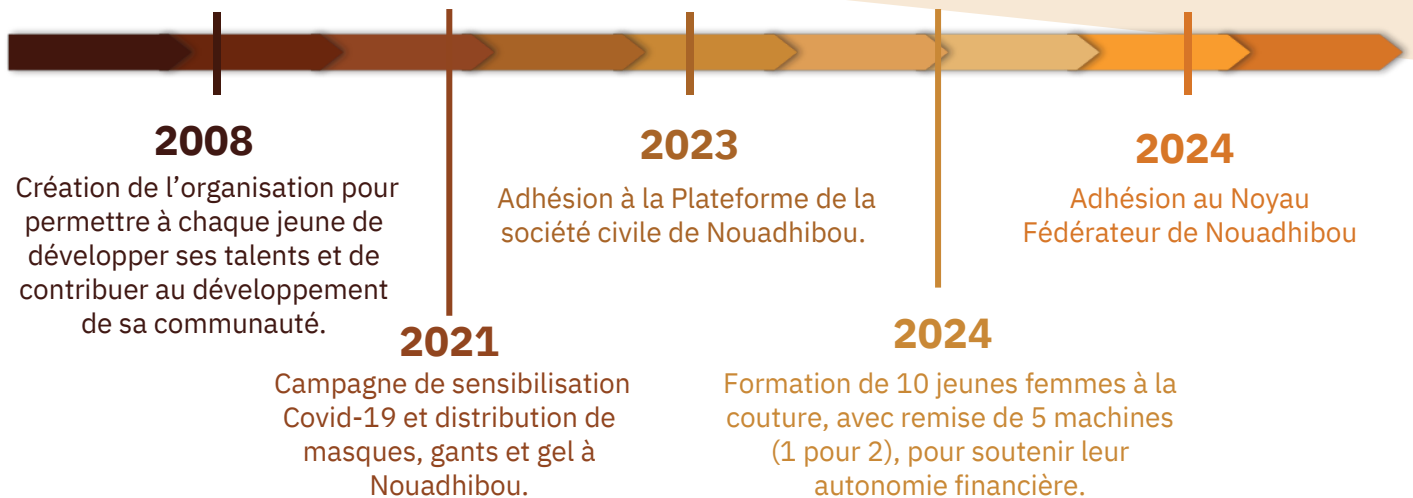 2008
Création de l’organisation pour
permettre à chaque jeune de
développer ses talents et de
contribuer au développement
de sa communauté.
2021
Campagne de sensibilisation
Covid-19 et distribution de
masques, gants et gel à
Nouadhibou.
2023
Adhésion à la Plateforme de la
société civile de Nouadhibou.
2024
Formation de 10 jeunes femmes à la
couture, avec remise de 5 machines
(1 pour 2), pour soutenir leur
autonomie financière.
2024
Adhésion au Noyau
Fédérateur de Nouadhibou